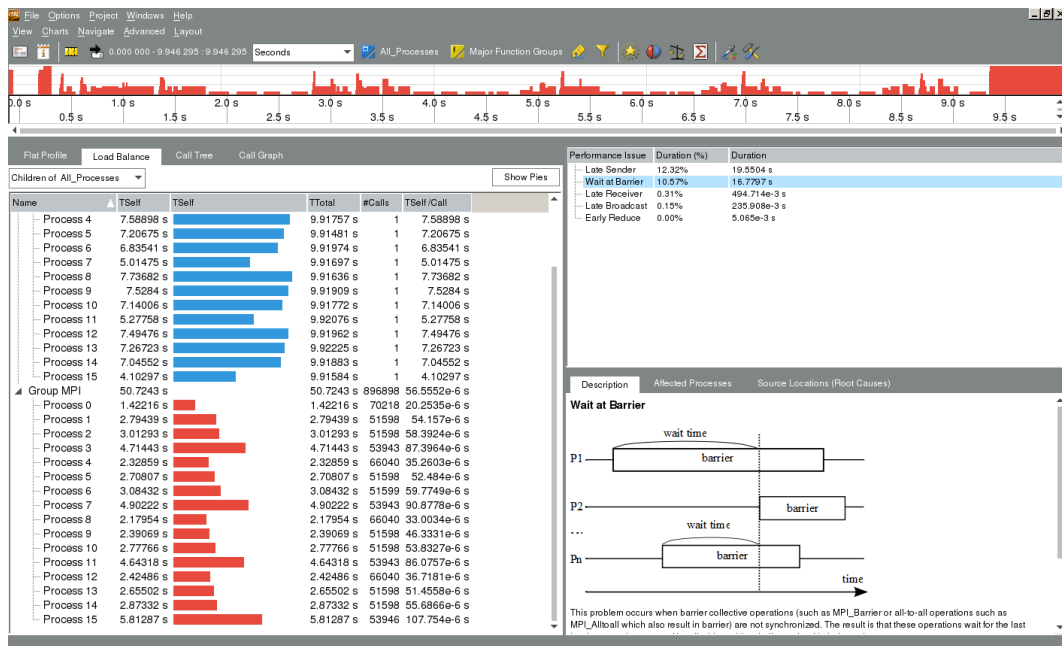 File Options Project Windows Help
View Charts Navigate Advanced Layout
0.000 000 - 9.946 295 : 9.946 295 Seconds All_Processes Major Function Groups
0.0 s 1.0 s 2.0 s 3.0 s 4.0 s 5.0 s 6.0 s 7.0 s 8.0 s 9.0 s
0.5 s 1.5 s 2.5 s 3.5 s 4.5 s 5.5 s 6.5 s 7.5 s 8.5 s 9.5 s
Flat Profile Load Balance Call Tree Call Graph
Children of All_Processes Show Pies
Name TSelf TSelf TTotal #Calls TSelf /Call
Process 4 7.58898 s 9.91757 s 1 7.58898 s
Process 5 7.20675 s 9.91481 s 1 7.20675 s
Process 6 6.83541 s 9.91974 s 1 6.83541 s
Process 7 5.01475 s 9.91697 s 1 5.01475 s
Process 8 7.73682 s 9.91636 s 1 7.73682 s
Process 9 7.5284 s 9.91909 s 1 7.5284 s
Process 10 7.14006 s 9.91772 s 1 7.14006 s
Process 11 5.27758 s 9.92076 s 1 5.27758 s
Process 12 7.49476 s 9.91962 s 1 7.49476 s
Process 13 7.26723 s 9.92225 s 1 7.26723 s
Process 14 7.04552 s 9.91883 s 1 7.04552 s
Process 15 4.10297 s 9.91584 s 1 4.10297 s
Group MPI 50.7243 s 50.7243 s 896898 56.5552e-6 s
Process 0 1.42216 s 1.42216 s 70218 20.2535e-6 s
Process 1 2.79439 s 2.79439 s 51598 54.157e-6 s
Process 2 3.01293 s 3.01293 s 51598 58.3924e-6 s
Process 3 4.71443 s 4.71443 s 53943 87.3964e-6 s
Process 4 2.32859 s 2.32859 s 66040 35.2603e-6 s
Process 5 2.70807 s 2.70807 s 51598 52.484e-6 s
Process 6 3.08432 s 3.08432 s 51599 59.7749e-6 s
Process 7 4.90222 s 4.90222 s 53943 90.8778e-6 s
Process 8 2.17954 s 2.17954 s 66040 33.0034e-6 s
Process 9 2.39069 s 2.39069 s 51598 46.3331e-6 s
Process 10 2.77766 s 2.77766 s 51598 53.8327e-6 s
Process 11 4.64318 s 4.64318 s 53943 86.0757e-6 s
Process 12 2.42486 s 2.42486 s 66040 36.7181e-6 s
Process 13 2.65502 s 2.65502 s 51598 51.4558e-6 s
Process 14 2.87332 s 2.87332 s 51598 55.6866e-6 s
Process 15 5.81287 s 5.81287 s 53946 107.754e-6 s
Performance Issue Duration (%) Duration
Late Sender 12.32% 19.5504 s
Wait at Barrier 10.57% 16.7797 s
Late Receiver 0.31% 494.714e-3 s
Late Broadcast 0.15% 235.908e-3 s
Early Reduce 0.00% 5.065e-3 s
Description Affected Processes Source Locations (Root Causes)
Wait at Barrier
wait time
P1 barrier
P2 barrier
wait time
...
Pn barrier
time
This problem occurs when barrier collective operations (such as MPI_Barrier or all-to-all operations such as
MPI_Alltoall which also result in barrier) are not synchronized. The result is that these operations wait for the last